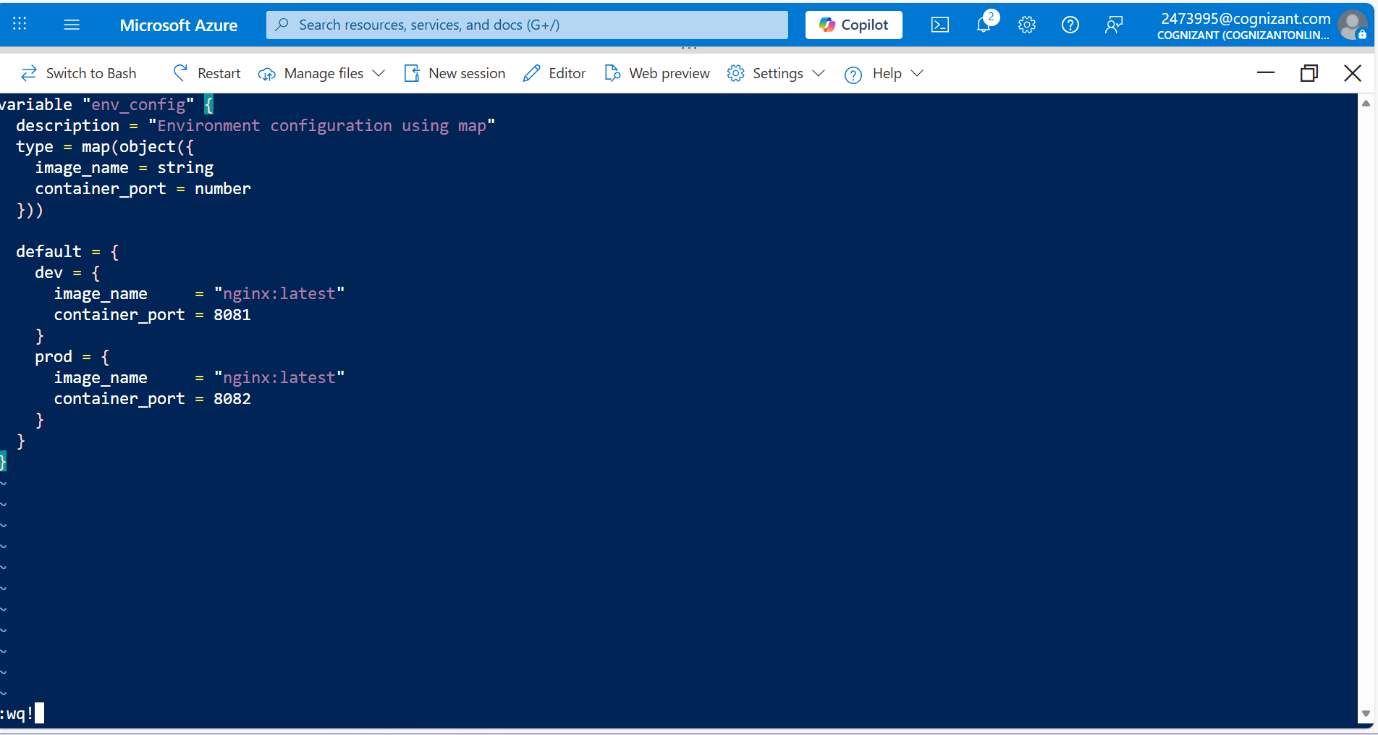 Microsoft Azure
Search resources, services, and docs (G+/)
Copilot
2
2473995@cognizant.com
COGNIZANT (COGNIZANTONLIN...
Switch to Bash
Restart
Manage files
New session
Editor
Web preview
Settings
Help
variable "env_config" {
  description = "Environment configuration using map"
  type = map(object({
    image_name = string
    container_port = number
  }))

  default = {
    dev = {
      image_name     = "nginx:latest"
      container_port = 8081
    }
    prod = {
      image_name     = "nginx:latest"
      container_port = 8082
    }
  }
}
~
~
~
~
~
~
~
~
~
~
~
:wq!